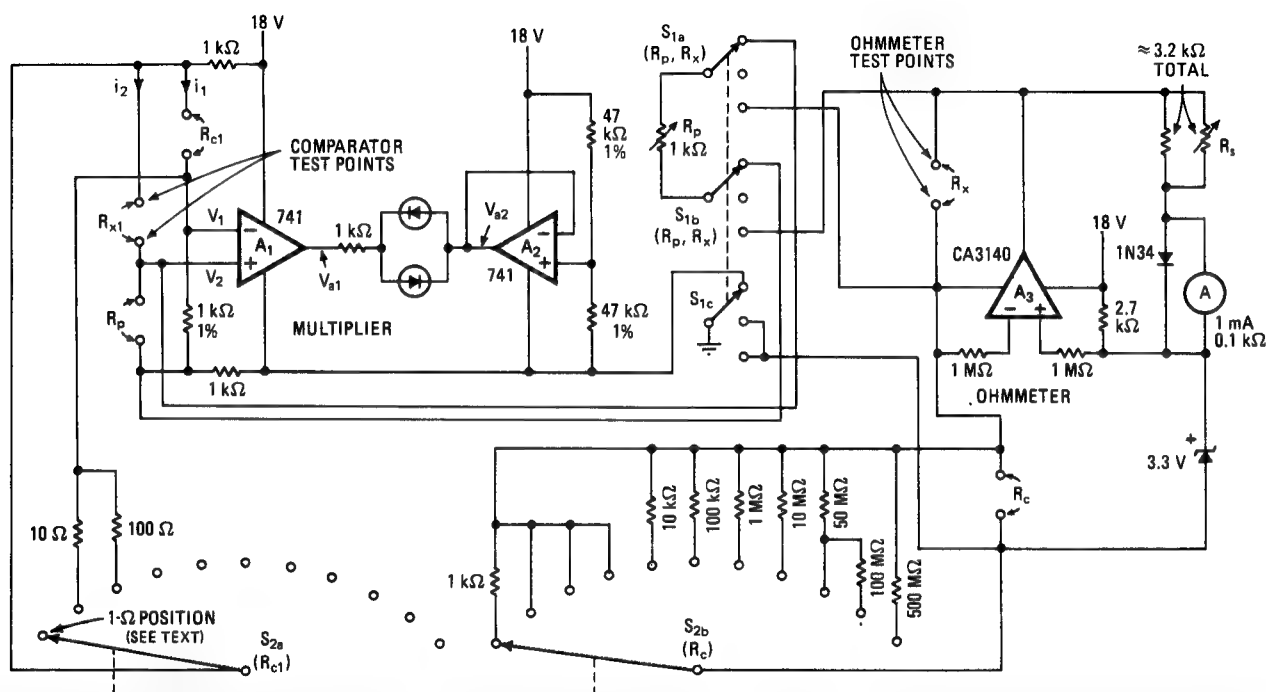 18 V
1 kΩ
i2
i1
Rc1
COMPARATOR
TEST POINTS
Rx1
V1
V2
741
A1
1 kΩ
Va1
Va2
A2
741
18 V
47
kΩ
1%
47 kΩ
1%
Rp
1 kΩ
1%
MULTIPLIER
1 kΩ
S1a
(Rp, Rx)
Rp
1 kΩ
S1b
(Rp, Rx)
S1c
OHMMETER
TEST POINTS
≈ 3.2 kΩ
TOTAL
Rs
Rx
CA3140
A3
18 V
1N34
A
1 mA
0.1 kΩ
2.7
kΩ
1 MΩ
1 MΩ
OHMMETER
+
3.3 V
Rc
10 Ω
100 Ω
1 kΩ
10 kΩ
100 kΩ
1 MΩ
10 MΩ
50 MΩ
100 MΩ
500 MΩ
1-Ω POSITION
(SEE TEXT)
S2a
(Rc1)
S2b
(Rc)